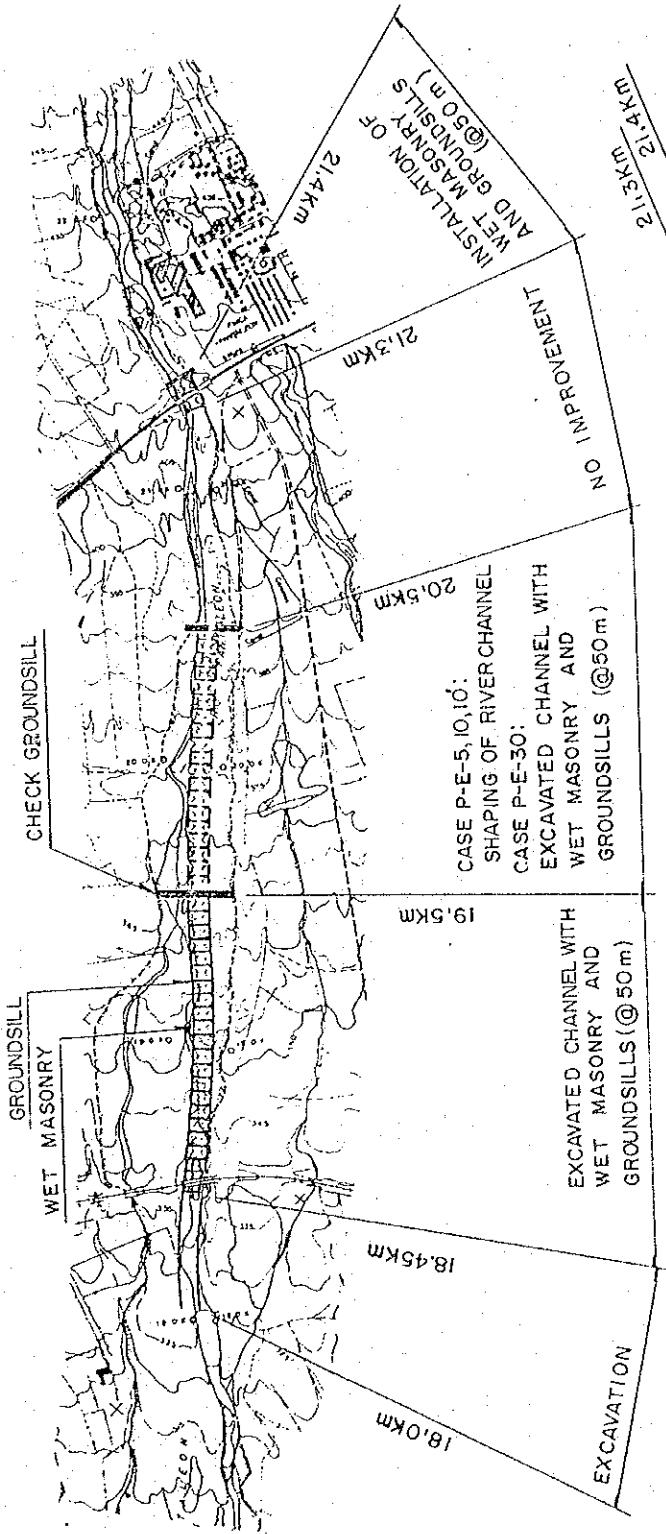 CHECK GROUNDSILL
GROUNDSILL
WET MASONRY
EXCAVATION
18.0Km
18.45Km
EXCAVATED CHANNEL WITH
WET MASONRY AND
GROUNDSILLS (@50m)
19.5Km
CASE P-E-5,10,10':
SHAPING OF RIVER CHANNEL
CASE P-E-30:
EXCAVATED CHANNEL WITH
WET MASONRY AND
GROUNDSILLS (@50m)
20.5Km
NO IMPROVEMENT
21.3Km
INSTALLATION OF
WET MASONRY
AND GROUNDSILLS
(@50m)
21.4Km
21.3Km 21.4Km